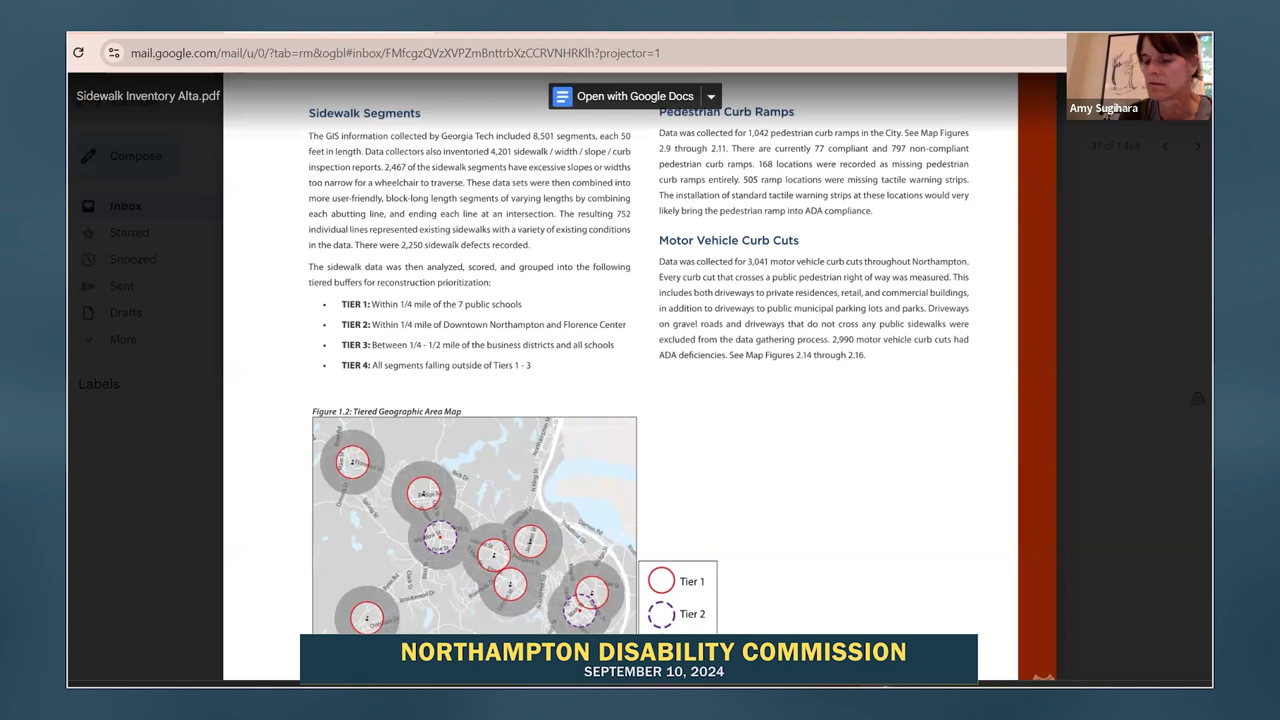 mail.google.com/mail/u/0/?tab=rm&ogbl#inbox/FMfcgzQVzXVPZmBnttrbXzCCRVNHRKlh?projector=1
Amy Sugihara
Sidewalk Inventory Alta.pdf
Open with Google Docs
Compose
37 of 1,464
Inbox
Starred
Snoozed
Sent
Drafts
More
Labels
Sidewalk Segments
The GIS information collected by Georgia Tech included 8,501 segments, each 50
feet in length. Data collectors also inventoried 4,201 sidewalk / width / slope / curb
inspection reports. 2,467 of the sidewalk segments have excessive slopes or widths
too narrow for a wheelchair to traverse. These data sets were then combined into
more user-friendly, block-long length segments of varying lengths by combining
each abutting line, and ending each line at an intersection. The resulting 752
individual lines represented existing sidewalks with a variety of existing conditions
in the data. There were 2,250 sidewalk defects recorded.
The sidewalk data was then analyzed, scored, and grouped into the following
tiered buffers for reconstruction prioritization:
• TIER 1: Within 1/4 mile of the 7 public schools
• TIER 2: Within 1/4 mile of Downtown Northampton and Florence Center
• TIER 3: Between 1/4 - 1/2 mile of the business districts and all schools
• TIER 4: All segments falling outside of Tiers 1 - 3
Figure 1.2: Tiered Geographic Area Map
Tier 1
Tier 2
Pedestrian Curb Ramps
Data was collected for 1,042 pedestrian curb ramps in the City. See Map Figures
2.9 through 2.11. There are currently 77 compliant and 797 non-compliant
pedestrian curb ramps. 168 locations were recorded as missing pedestrian
curb ramps entirely. 505 ramp locations were missing tactile warning strips.
The installation of standard tactile warning strips at these locations would very
likely bring the pedestrian ramp into ADA compliance.
Motor Vehicle Curb Cuts
Data was collected for 3,041 motor vehicle curb cuts throughout Northampton.
Every curb cut that crosses a public pedestrian right of way was measured. This
includes both driveways to private residences, retail, and commercial buildings,
in addition to driveways to public municipal parking lots and parks. Driveways
on gravel roads and driveways that do not cross any public sidewalks were
excluded from the data gathering process. 2,990 motor vehicle curb cuts had
ADA deficiencies. See Map Figures 2.14 through 2.16.
NORTHAMPTON DISABILITY COMMISSION
SEPTEMBER 10, 2024